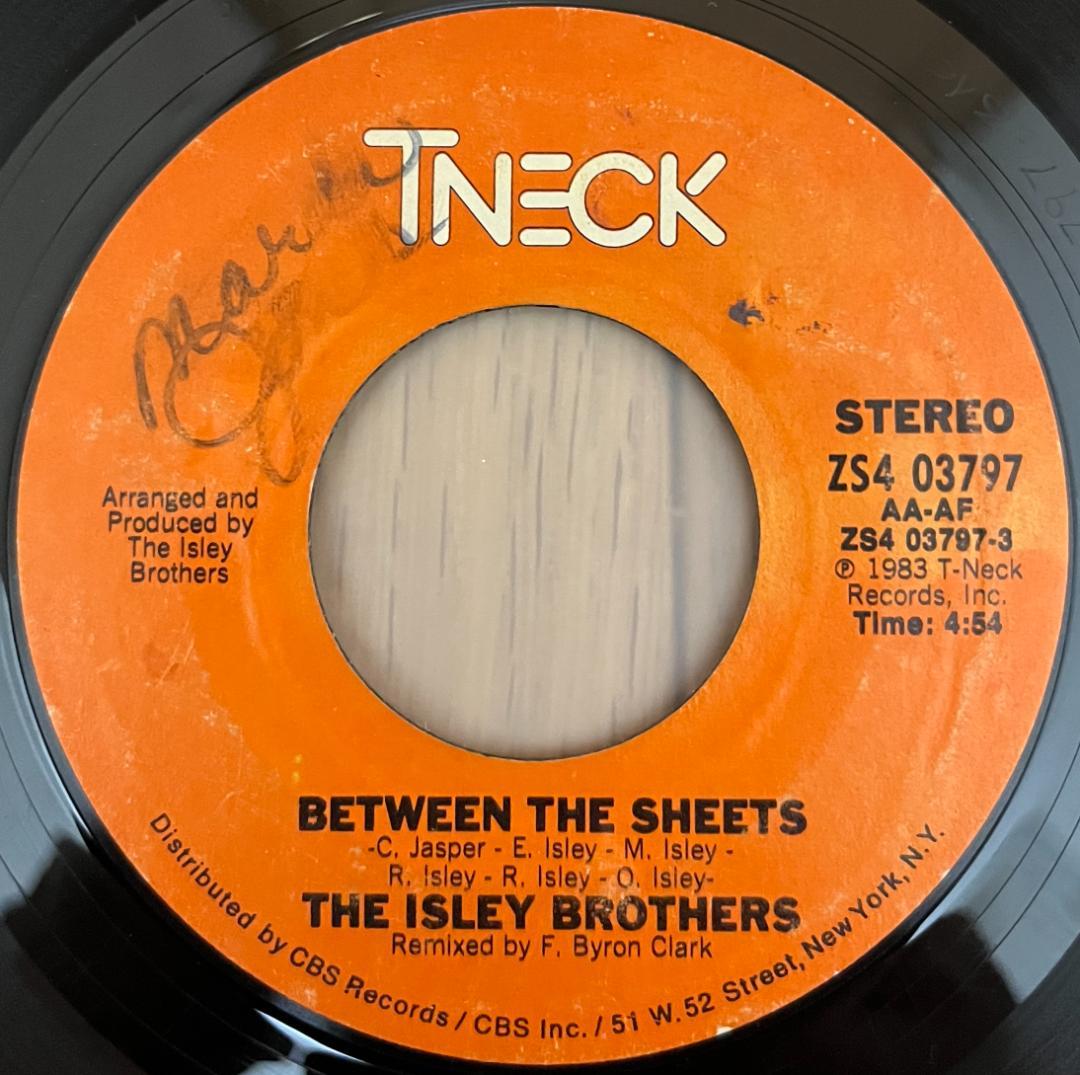 TNECK
STEREO
ZS4 03797
AA-AF
ZS4 03797-3
℗ 1983 T-Neck
Records, Inc.
Time: 4:54
Arranged and
Produced by
The Isley
Brothers
BETWEEN THE SHEETS
-C. Jasper - E. Isley - M. Isley -
R. Isley - R. Isley - O. Isley-
THE ISLEY BROTHERS
Remixed by F. Byron Clark
Distributed by CBS Records / CBS Inc. / 51 W. 52 Street, New York, N.Y.